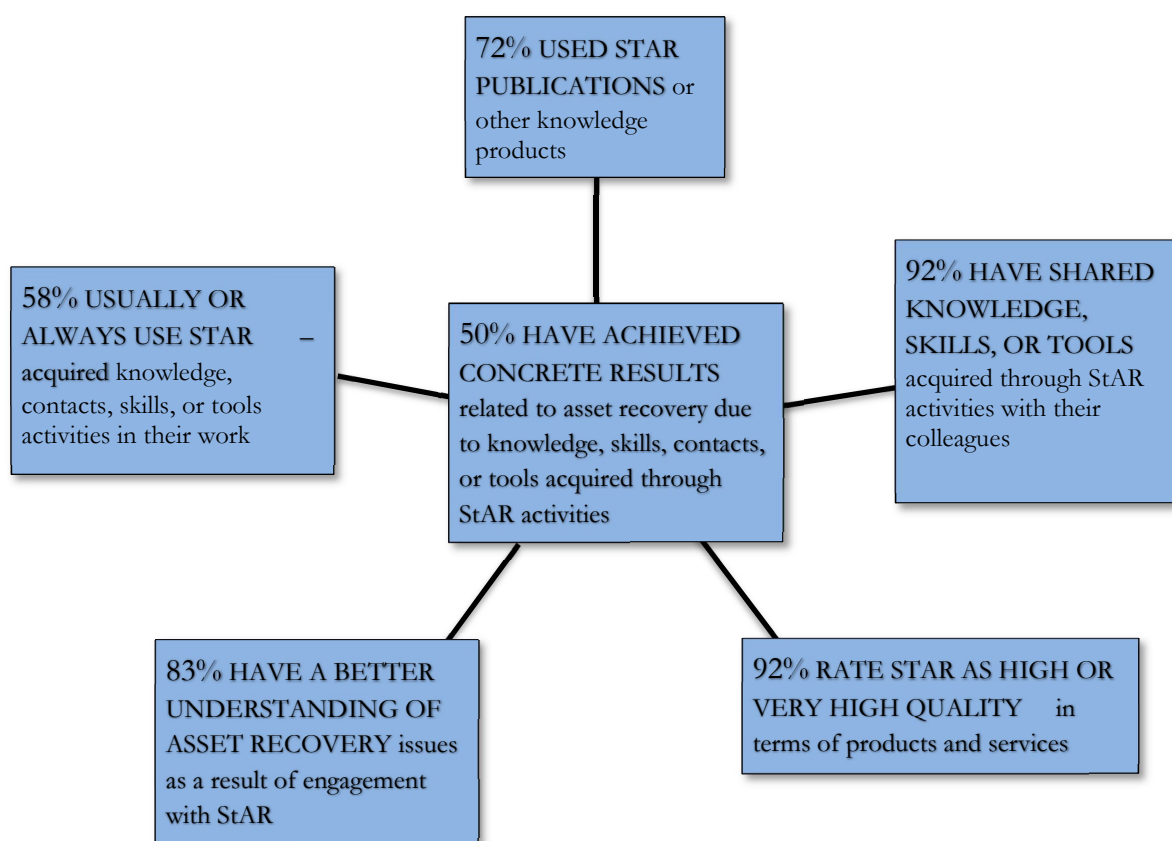 72% USED STAR
PUBLICATIONS or
other knowledge
products
58% USUALLY OR
ALWAYS USE STAR –
acquired knowledge,
contacts, skills, or tools
activities in their work
50% HAVE ACHIEVED
CONCRETE RESULTS
related to asset recovery due
to knowledge, skills, contacts,
or tools acquired through
StAR activities
92% HAVE SHARED
KNOWLEDGE,
SKILLS, OR TOOLS
acquired through StAR
activities with their
colleagues
83% HAVE A BETTER
UNDERSTANDING OF
ASSET RECOVERY issues
as a result of engagement
with StAR
92% RATE STAR AS HIGH OR
VERY HIGH QUALITY in
terms of products and services